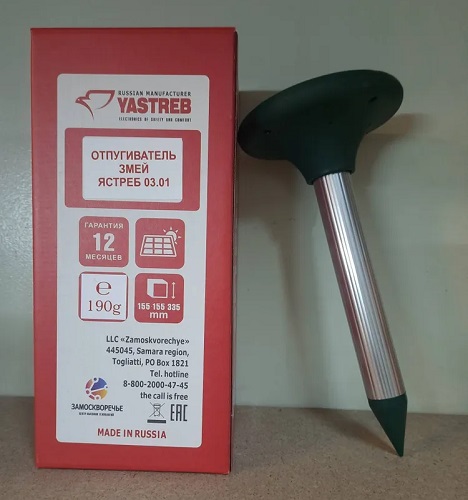 RUSSIAN MANUFACTURER
YASTREB
ELECTRONICS OF SAFETY AND COMFORT
ОТПУГИВАТЕЛЬ
ЗМЕЙ
ЯСТРЕБ 03.01
ГАРАНТИЯ
12
МЕСЯЦЕВ
℮
190g
155 155 335
mm
LLC «Zamoskvorechye»
445045, Samara region,
Togliatti, PO Box 1821
Tel. hotline
8-800-2000-47-45
the call is free
ЗАМОСКВОРЕЧЬЕ
EAC
MADE IN RUSSIA